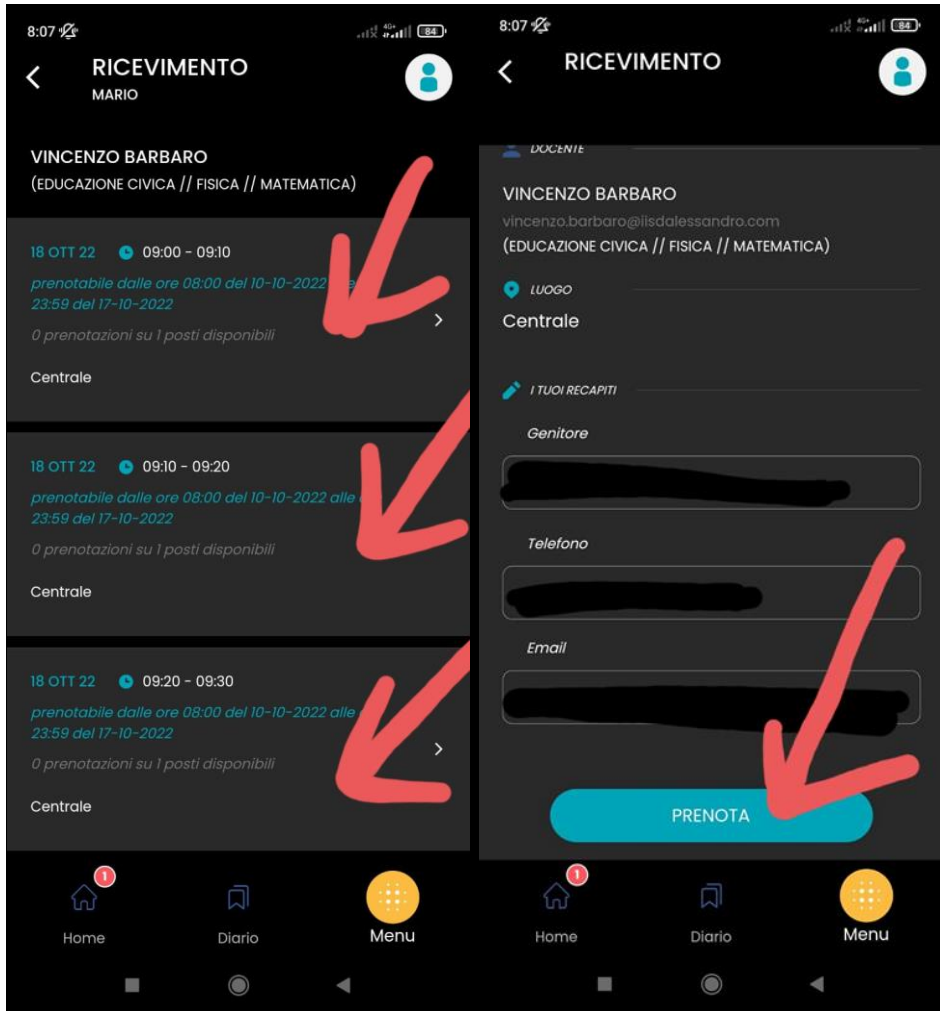 8:07
4G+
84
RICEVIMENTO
MARIO
VINCENZO BARBARO
(EDUCAZIONE CIVICA // FISICA // MATEMATICA)
18 OTT 22 09:00 - 09:10
prenotabile dalle ore 08:00 del 10-10-2022
23:59 del 17-10-2022
0 prenotazioni su 1 posti disponibili
Centrale
18 OTT 22 09:10 - 09:20
prenotabile dalle ore 08:00 del 10-10-2022 alle
23:59 del 17-10-2022
0 prenotazioni su 1 posti disponibili
Centrale
18 OTT 22 09:20 - 09:30
prenotabile dalle ore 08:00 del 10-10-2022 alle
23:59 del 17-10-2022
0 prenotazioni su 1 posti disponibili
Centrale
1
Home Diario Menu
8:07
4G+
84
RICEVIMENTO
DOCENTE
VINCENZO BARBARO
vincenzo.barbaro@iisdalessandro.com
(EDUCAZIONE CIVICA // FISICA // MATEMATICA)
LUOGO
Centrale
I TUOI RECAPITI
Genitore
Telefono
Email
PRENOTA
1
Home Diario Menu